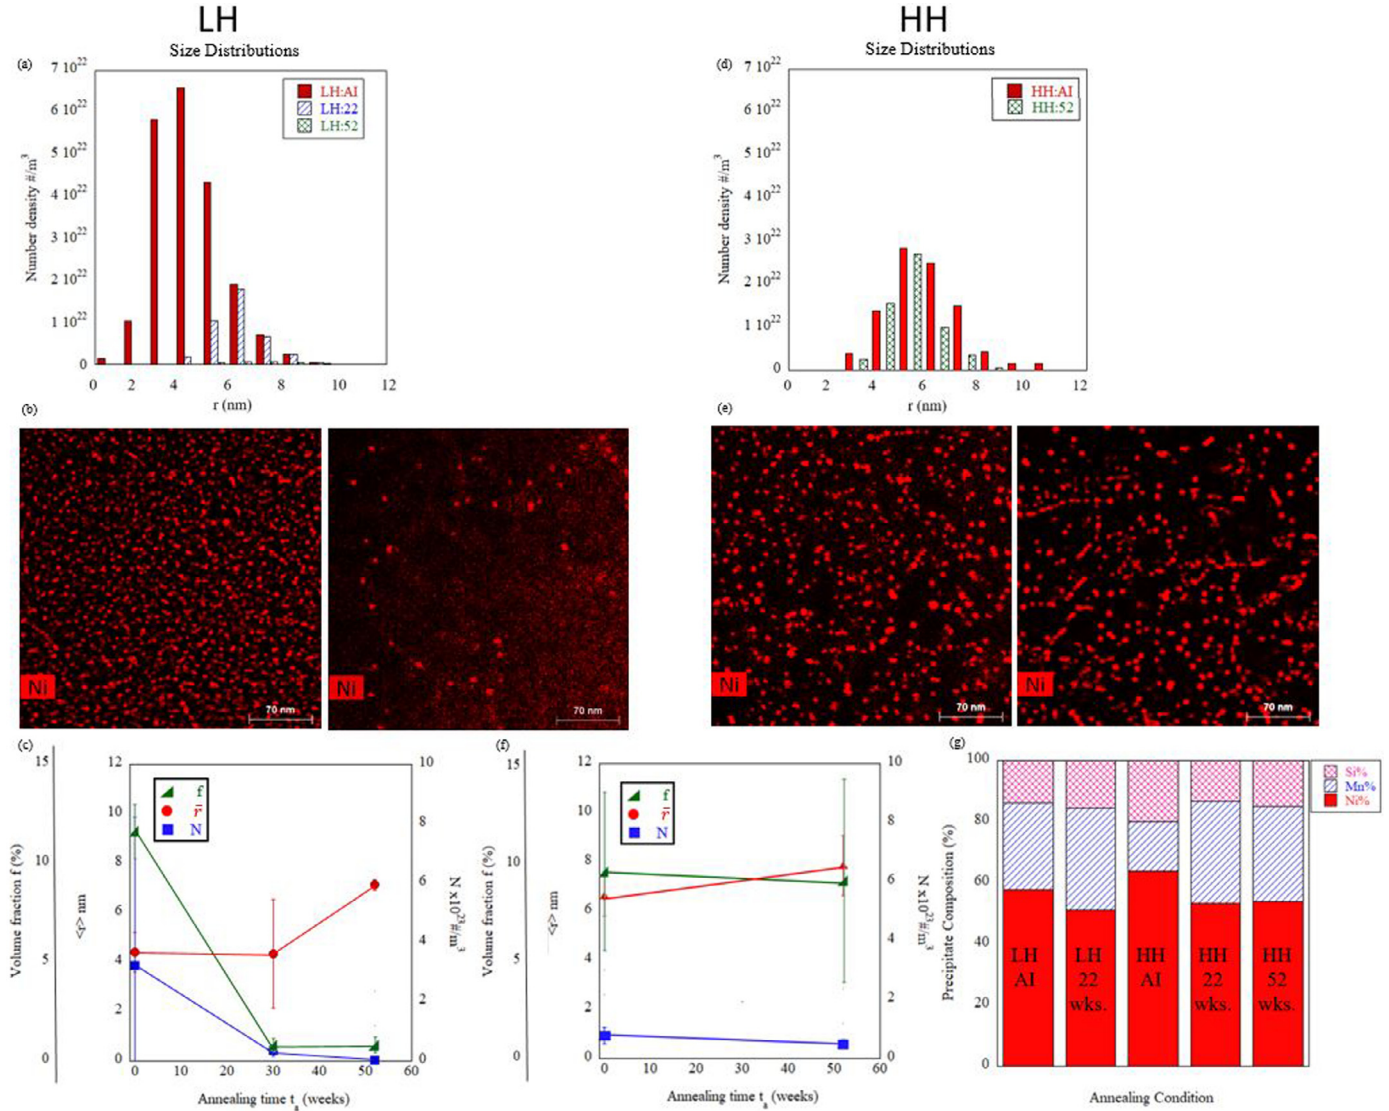 LH
HH
Size Distributions
Size Distributions
(a)
(d)
7 10^22
6 10^22
5 10^22
4 10^22
3 10^22
2 10^22
1 10^22
0
Number density #/m^3
LH:AI
LH:22
LH:52
0 2 4 6 8 10 12
r (nm)
7 10^22
6 10^22
5 10^22
4 10^22
3 10^22
2 10^22
1 10^22
0
Number density #/m^3
HH:AI
HH:52
0 2 4 6 8 10 12
r (nm)
(b)
(e)
Ni
70 nm
Ni
70 nm
Ni
70 nm
Ni
70 nm
(c)
15
10
5
0
Volume fraction f (%)
<r> nm
12
10
8
6
4
2
0
f
r̄
N
10
8
6
4
2
0
N x10^23#/m^3
0 10 20 30 40 50 60
Annealing time t_a (weeks)
(f)
15
10
5
0
Volume fraction f (%)
<r> nm
12
10
8
6
4
2
0
f
r̄
N
10
8
6
4
2
0
N x10^23#/m^3
0 10 20 30 40 50 60
Annealing time t_a (weeks)
(g)
100
80
60
40
20
0
Precipitate Composition (%)
Si%
Mn%
Ni%
LH
AI
LH
22
wks.
HH
AI
HH
22
wks.
HH
52
wks.
Annealing Condition